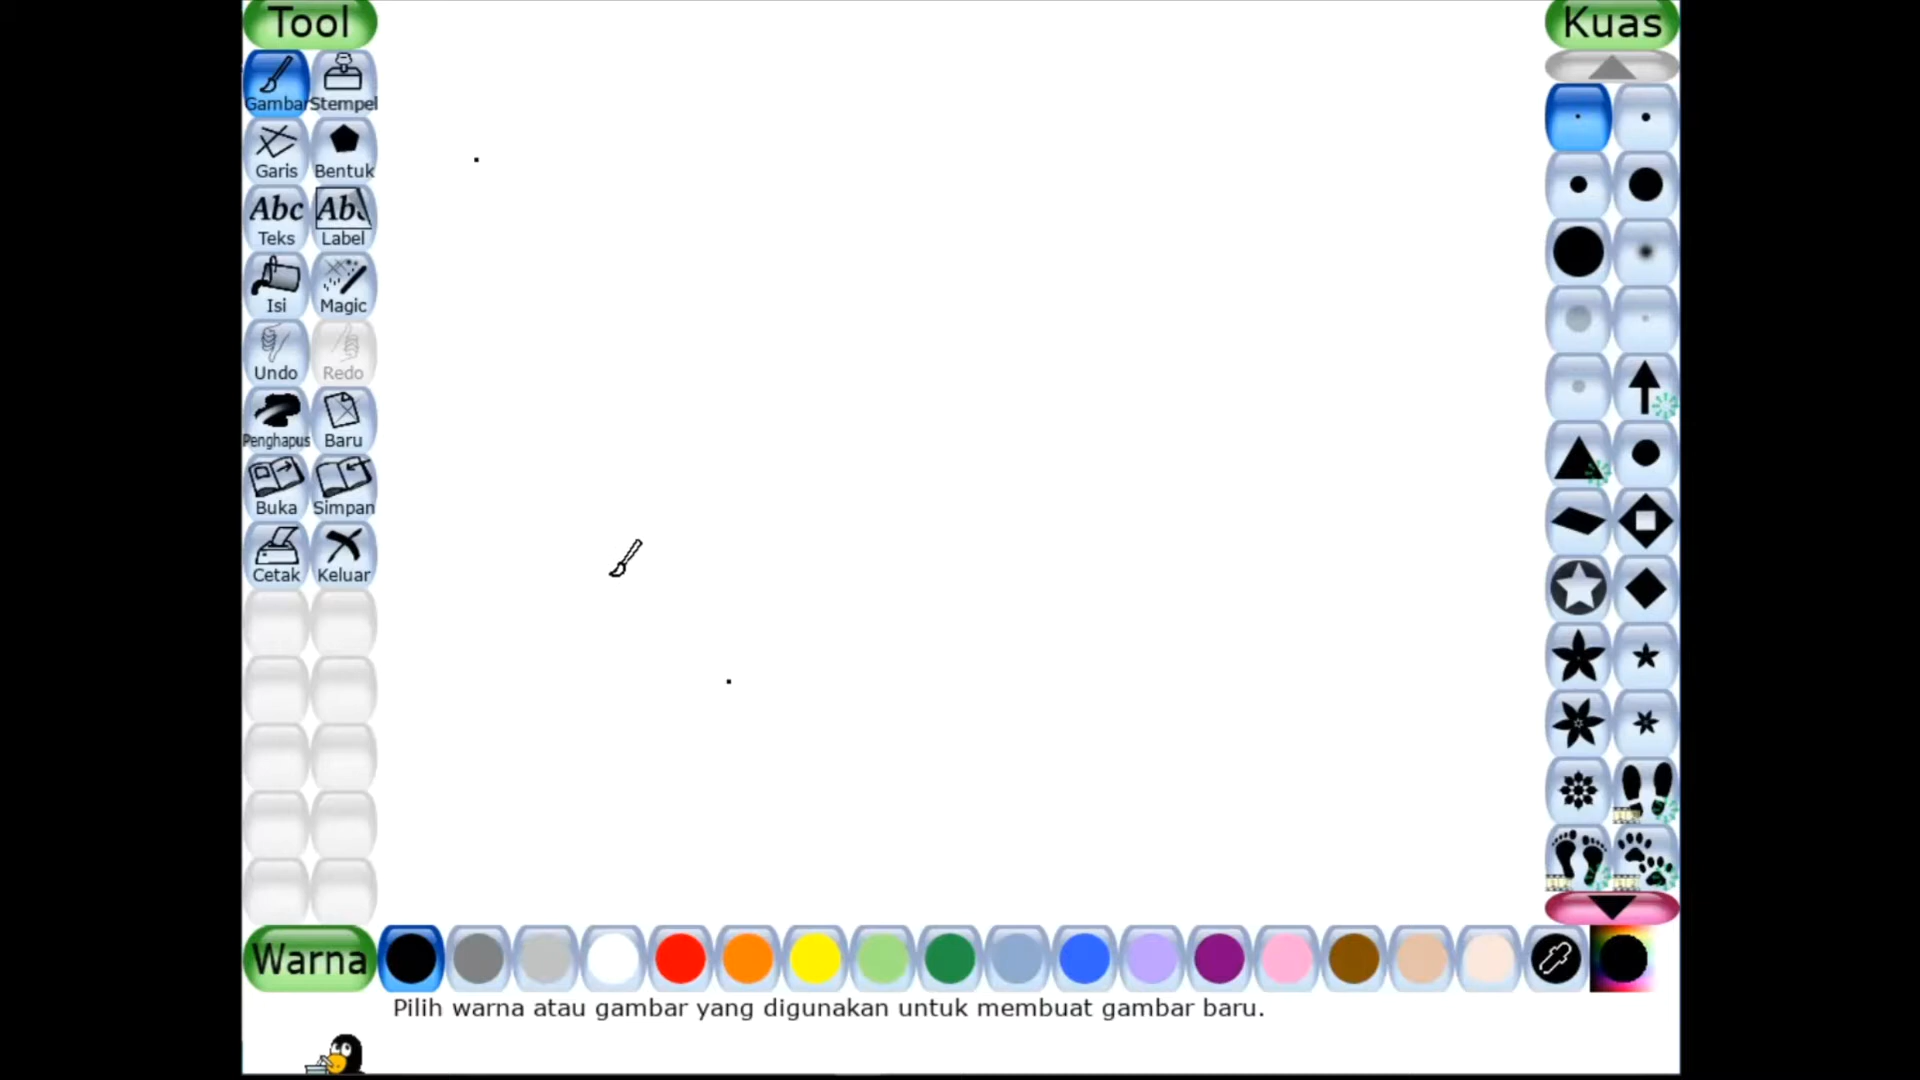 Tool
Kuas
Gambar Stempel
Garis Bentuk
Abc Abc
Teks Label
Isi Magic
Undo Redo
Penghapus Baru
Buka Simpan
Cetak Keluar
Warna
Pilih warna atau gambar yang digunakan untuk membuat gambar baru.